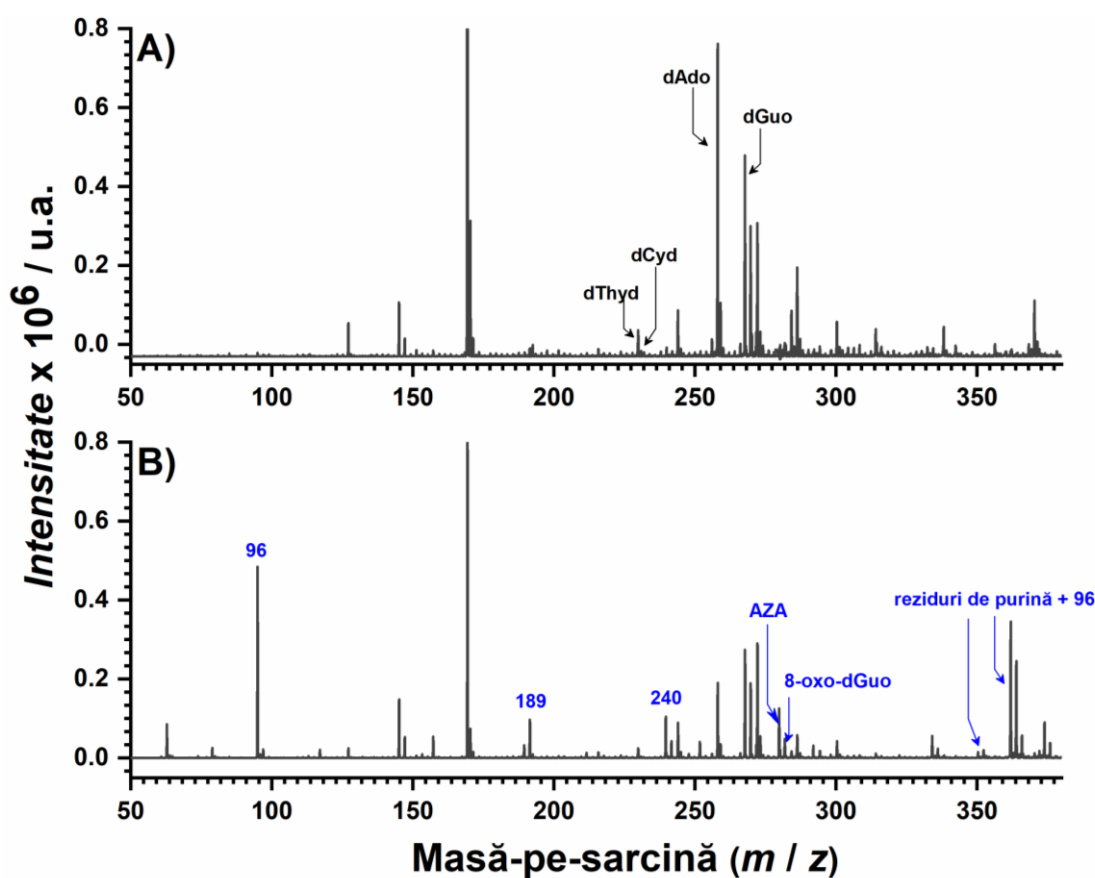 A)
0.8
0.6
0.4
0.2
0.0
dAdo
dGuo
dCyd
dThyd
50 100 150 200 250 300 350
Intensitate x 10⁶ / u.a.
B)
0.8
0.6
0.4
0.2
0.0
96
189
240
AZA
8-oxo-dGuo
reziduri de purină + 96
50 100 150 200 250 300 350
Masă-pe-sarcină (m / z)